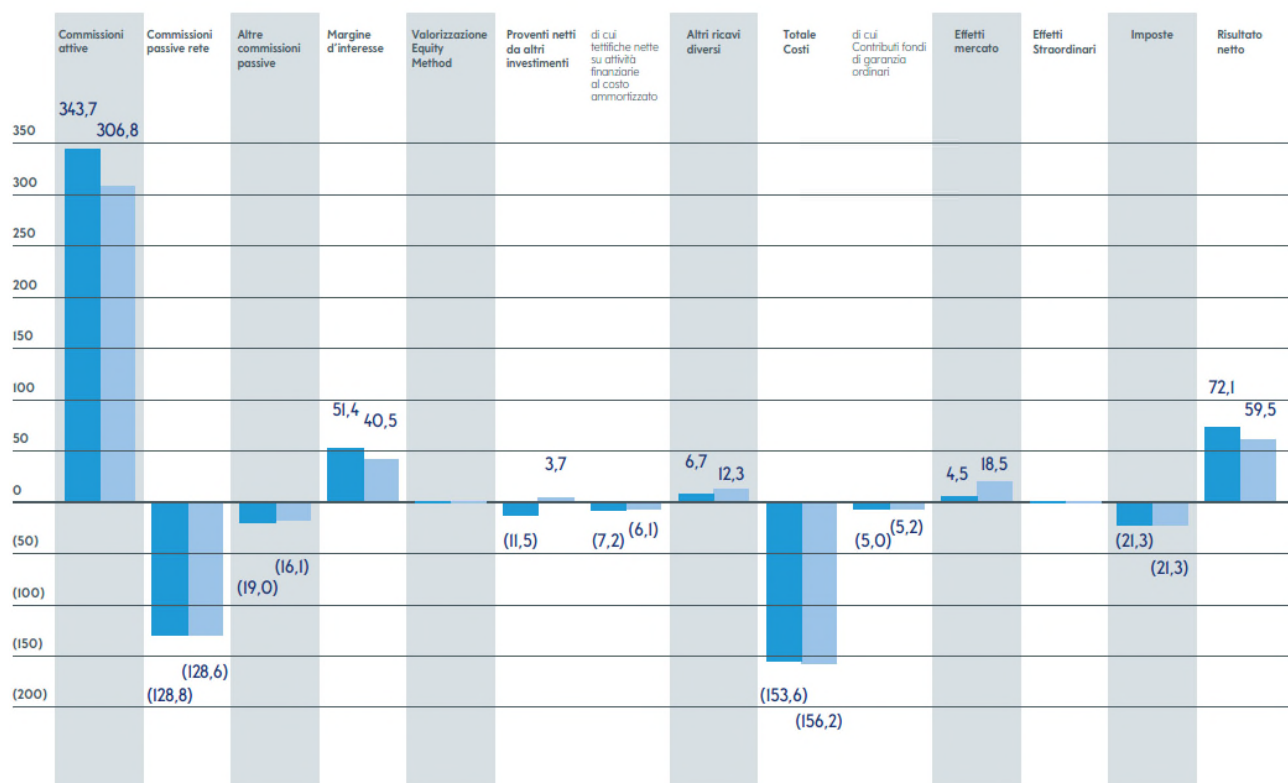 Commissioni
attive
Commissioni
passive rete
Altre
commissioni
passive
Margine
d'interesse
Valorizzazione
Equity
Method
Proventi netti
da altri
investimenti
di cui
tettifiche nette
su attività
finanziarie
al costo
ammortizzato
Altri ricavi
diversi
Totale
Costi
di cui
Contributi fondi
di garanzia
ordinari
Effetti
mercato
Effetti
Straordinari
Imposte
Risultato
netto
343,7
306,8
350
300
250
200
150
100
50
0
(50)
(100)
(150)
(200)
(128,8)
(128,6)
(19,0)
(16,1)
51,4
40,5
(11,5)
3,7
(7,2)
(6,1)
6,7
12,3
(153,6)
(156,2)
(5,0)
(5,2)
4,5
18,5
(21,3)
(21,3)
72,1
59,5